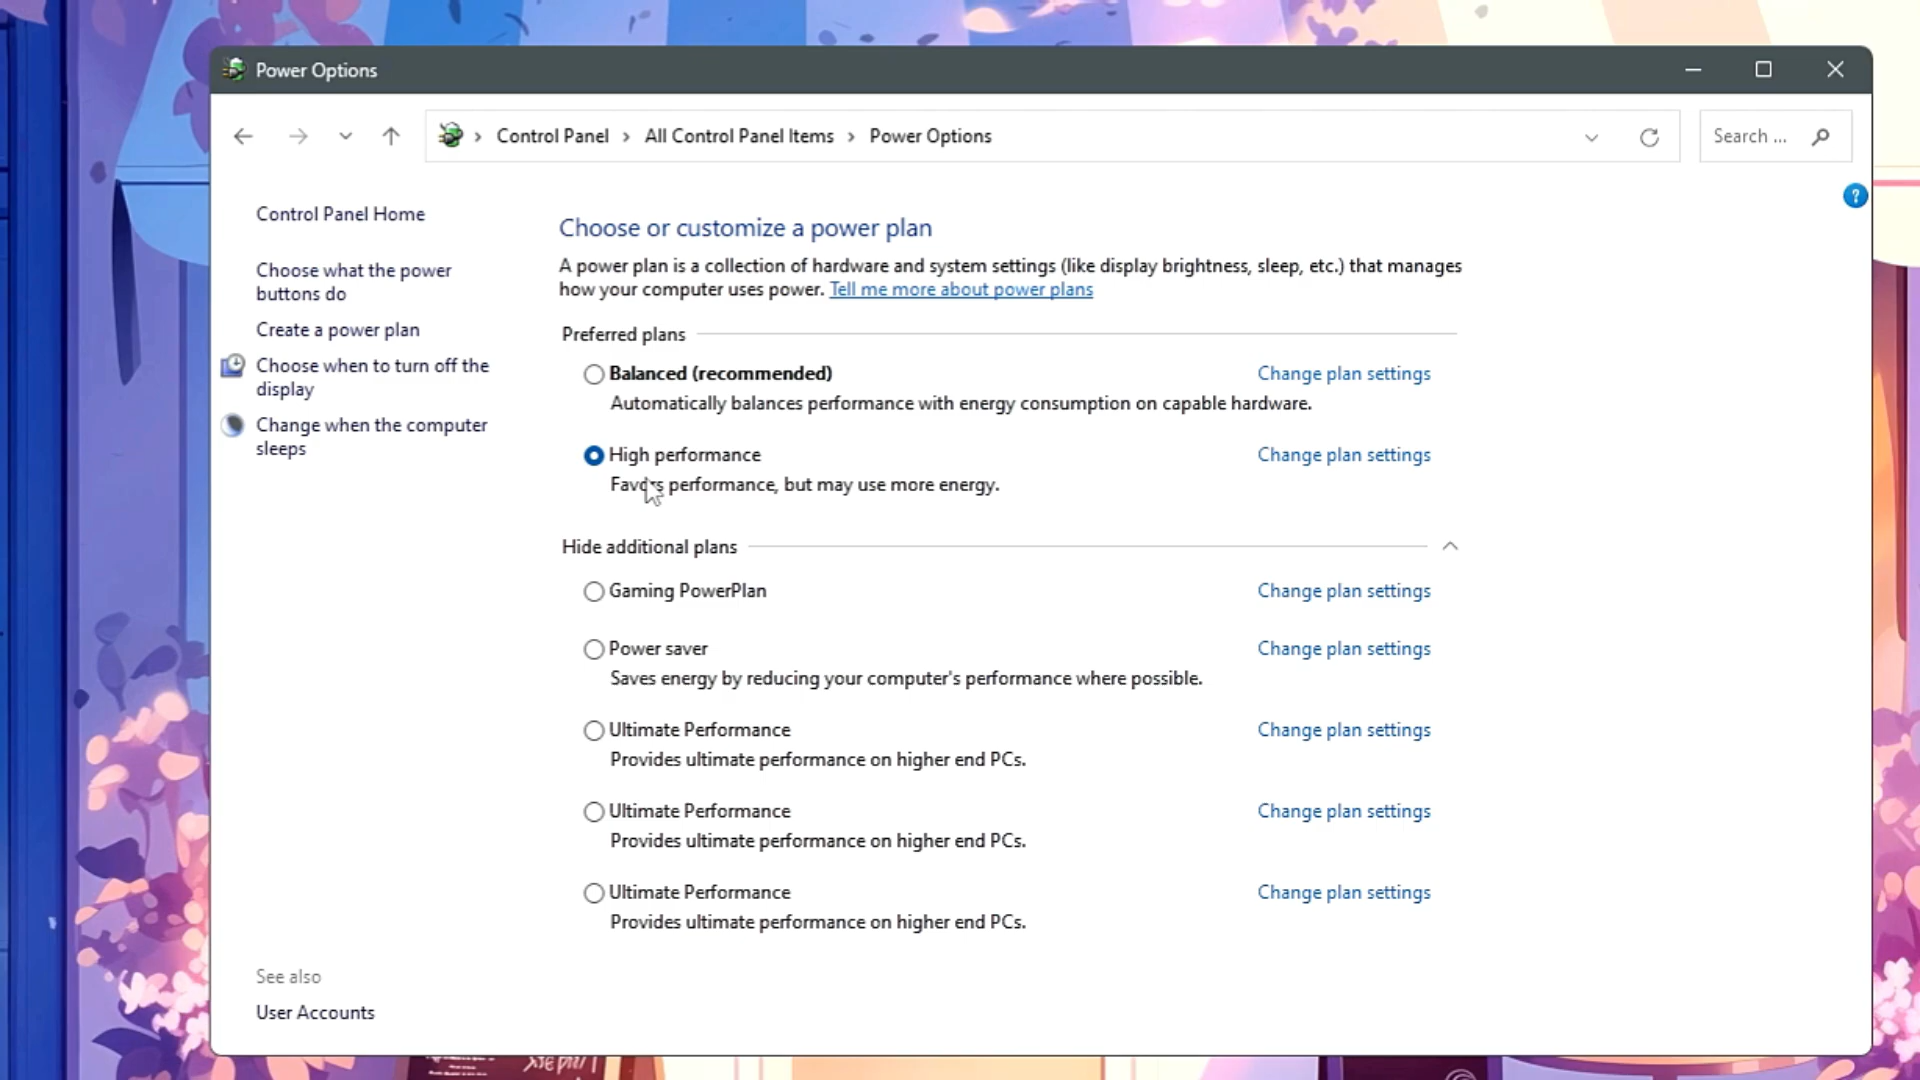 Power Options
Control Panel > All Control Panel Items > Power Options
Search ...
Control Panel Home
Choose what the power
buttons do
Create a power plan
Choose when to turn off the
display
Change when the computer
sleeps
See also
User Accounts
Choose or customize a power plan
A power plan is a collection of hardware and system settings (like display brightness, sleep, etc.) that manages
how your computer uses power. Tell me more about power plans
Preferred plans
Balanced (recommended) Change plan settings
Automatically balances performance with energy consumption on capable hardware.
High performance Change plan settings
Favors performance, but may use more energy.
Hide additional plans
Gaming PowerPlan Change plan settings
Power saver Change plan settings
Saves energy by reducing your computer's performance where possible.
Ultimate Performance Change plan settings
Provides ultimate performance on higher end PCs.
Ultimate Performance Change plan settings
Provides ultimate performance on higher end PCs.
Ultimate Performance Change plan settings
Provides ultimate performance on higher end PCs.